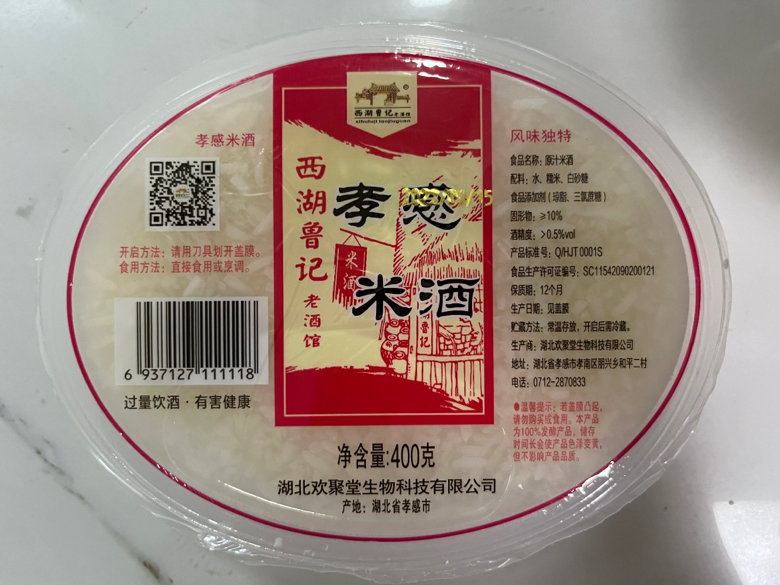 西湖鲁记老酒馆
xihuluji laojiuguan
孝感米酒
开启方法：请用刀具划开盖膜。
食用方法：直接食用或烹调。
6 937127 111118
过量饮酒·有害健康
西湖鲁记
老酒馆
孝感
米酒
米酒
鲁记
净含量:400克
湖北欢聚堂生物科技有限公司
产地：湖北省孝感市
风味独特
食品名称：原汁米酒
配料：水、糯米、白砂糖
食品添加剂（琼脂、三氯蔗糖）
固形物：≥10%
酒精度：>0.5%vol
产品标准号：Q/HJT 0001S
食品生产许可证编号：SC11542090200121
保质期：12个月
生产日期：见盖膜
贮藏方法：常温存放，开启后需冷藏。
生产商：湖北欢聚堂生物科技有限公司
地址：湖北省孝感市孝南区朋兴乡和平二村
电话：0712-2870833
●温馨提示：若盖膜凸起，
请勿购买或食用。本产品
为100%发酵产品，储存
时间长会使产品色泽变黄，
但不影响产品品质。